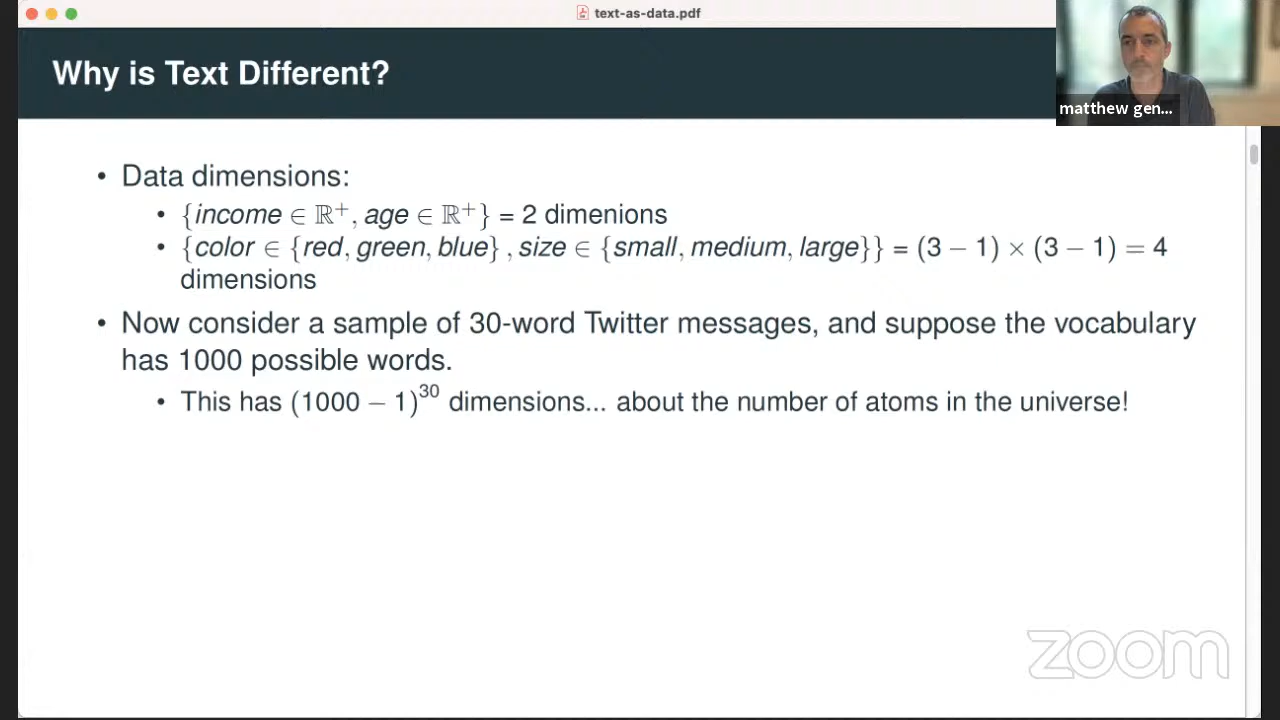 text-as-data.pdf
Why is Text Different?
matthew gen...
• Data dimensions:
• {income ∈ ℝ⁺, age ∈ ℝ⁺} = 2 dimenions
• {color ∈ {red, green, blue} , size ∈ {small, medium, large}} = (3 − 1) × (3 − 1) = 4
dimensions
• Now consider a sample of 30-word Twitter messages, and suppose the vocabulary
has 1000 possible words.
• This has (1000 − 1)³⁰ dimensions... about the number of atoms in the universe!
zoom